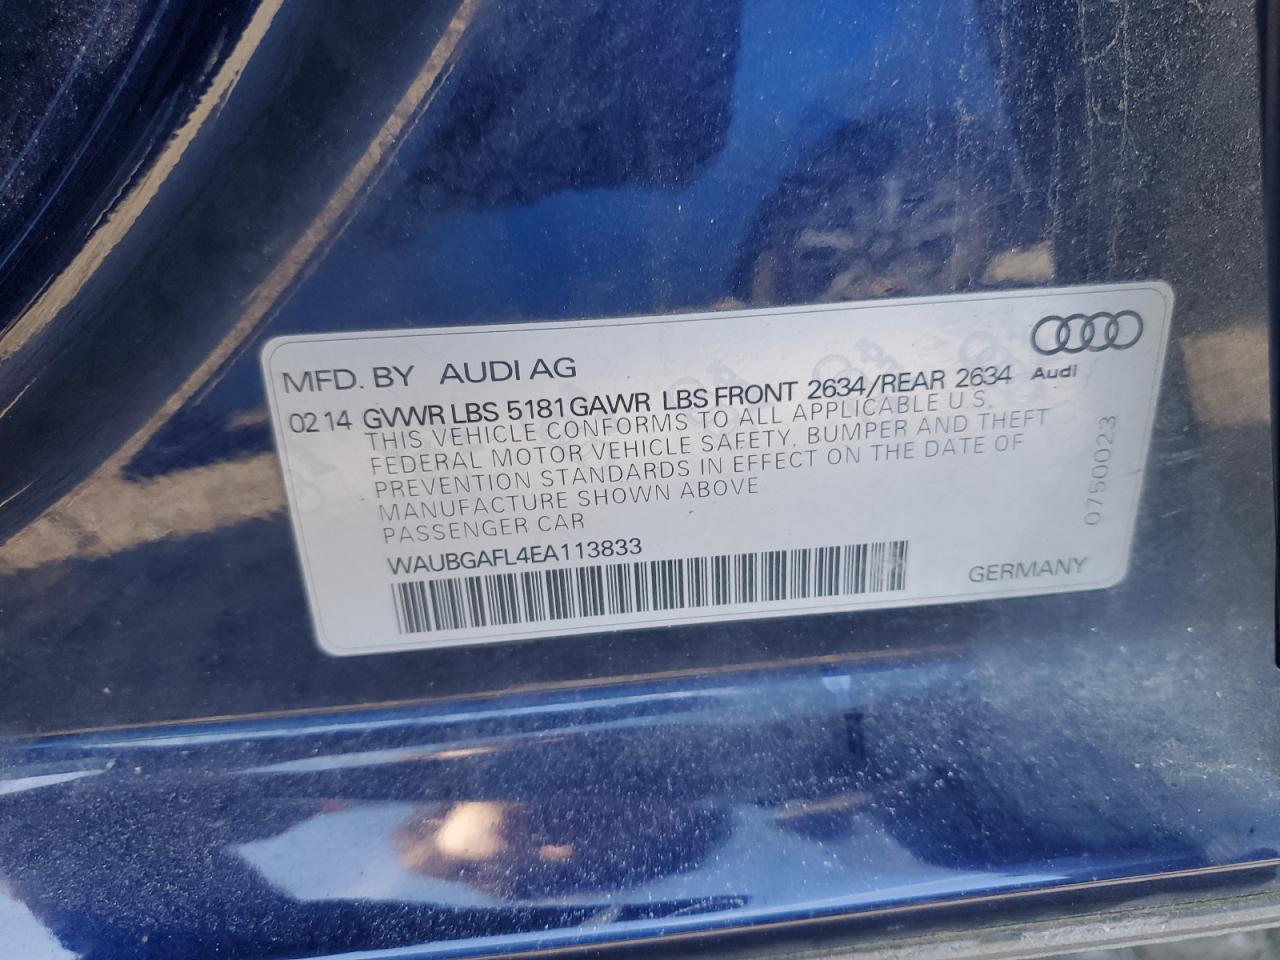 MFD. BY AUDI AG
02 14 GVWR LBS 5181 GAWR LBS FRONT 2634/REAR 2634
Audi
THIS VEHICLE CONFORMS TO ALL APPLICABLE U.S.
FEDERAL MOTOR VEHICLE SAFETY, BUMPER AND THEFT
PREVENTION STANDARDS IN EFFECT ON THE DATE OF
MANUFACTURE SHOWN ABOVE
PASSENGER CAR
WAUBGAFL4EA113833
GERMANY
0750023